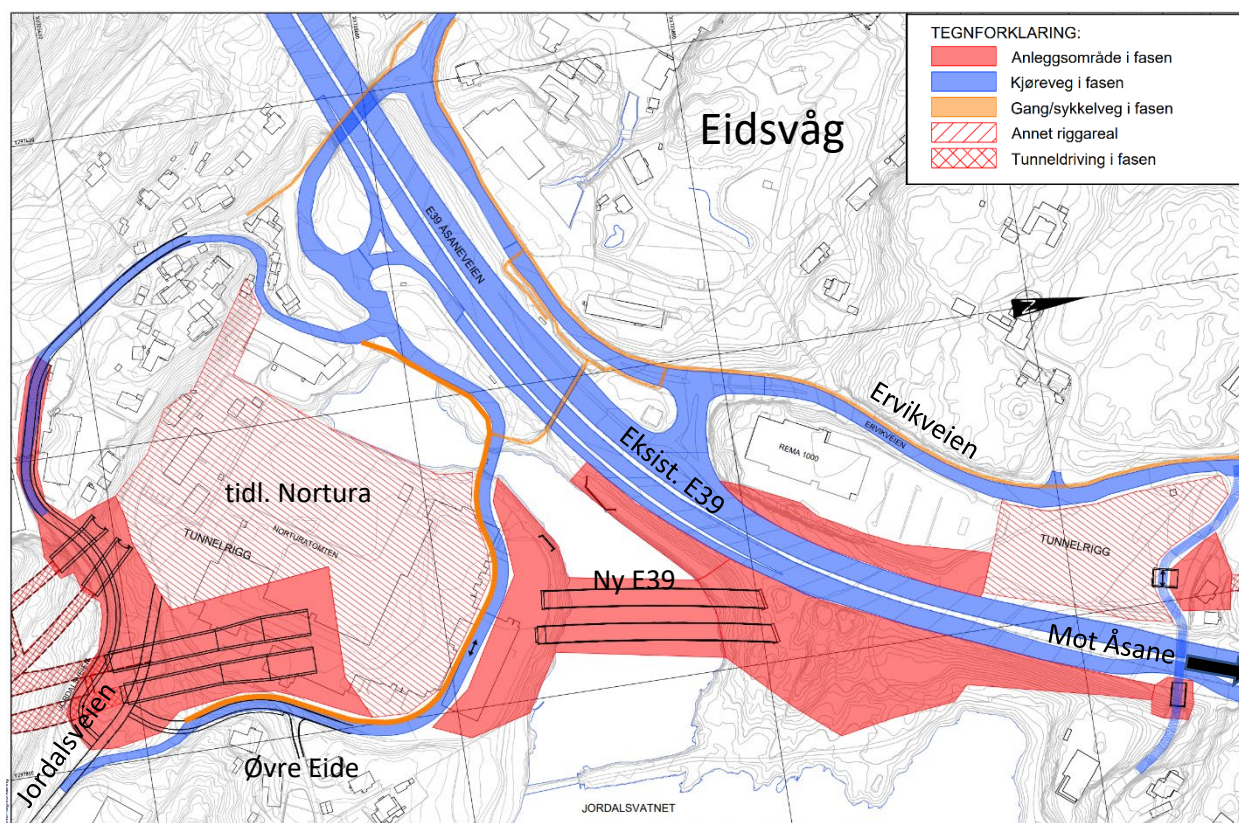 TEGNFORKLARING:
Anleggsområde i fasen
Kjøreveg i fasen
Gang/sykkelveg i fasen
Annet riggareal
Tunneldriving i fasen
Eidsvåg
E39 ÅSANEVEIEN
N
Ervikveien
ERVIKVEIEN
REMA 1000
Eksist. E39
tidl. Nortura
NORTURATOMTEN
TUNNELRIGG
TUNNELRIGG
Ny E39
Mot Åsane
Jordalsveien
Øvre Eide
JORDALSVATNET